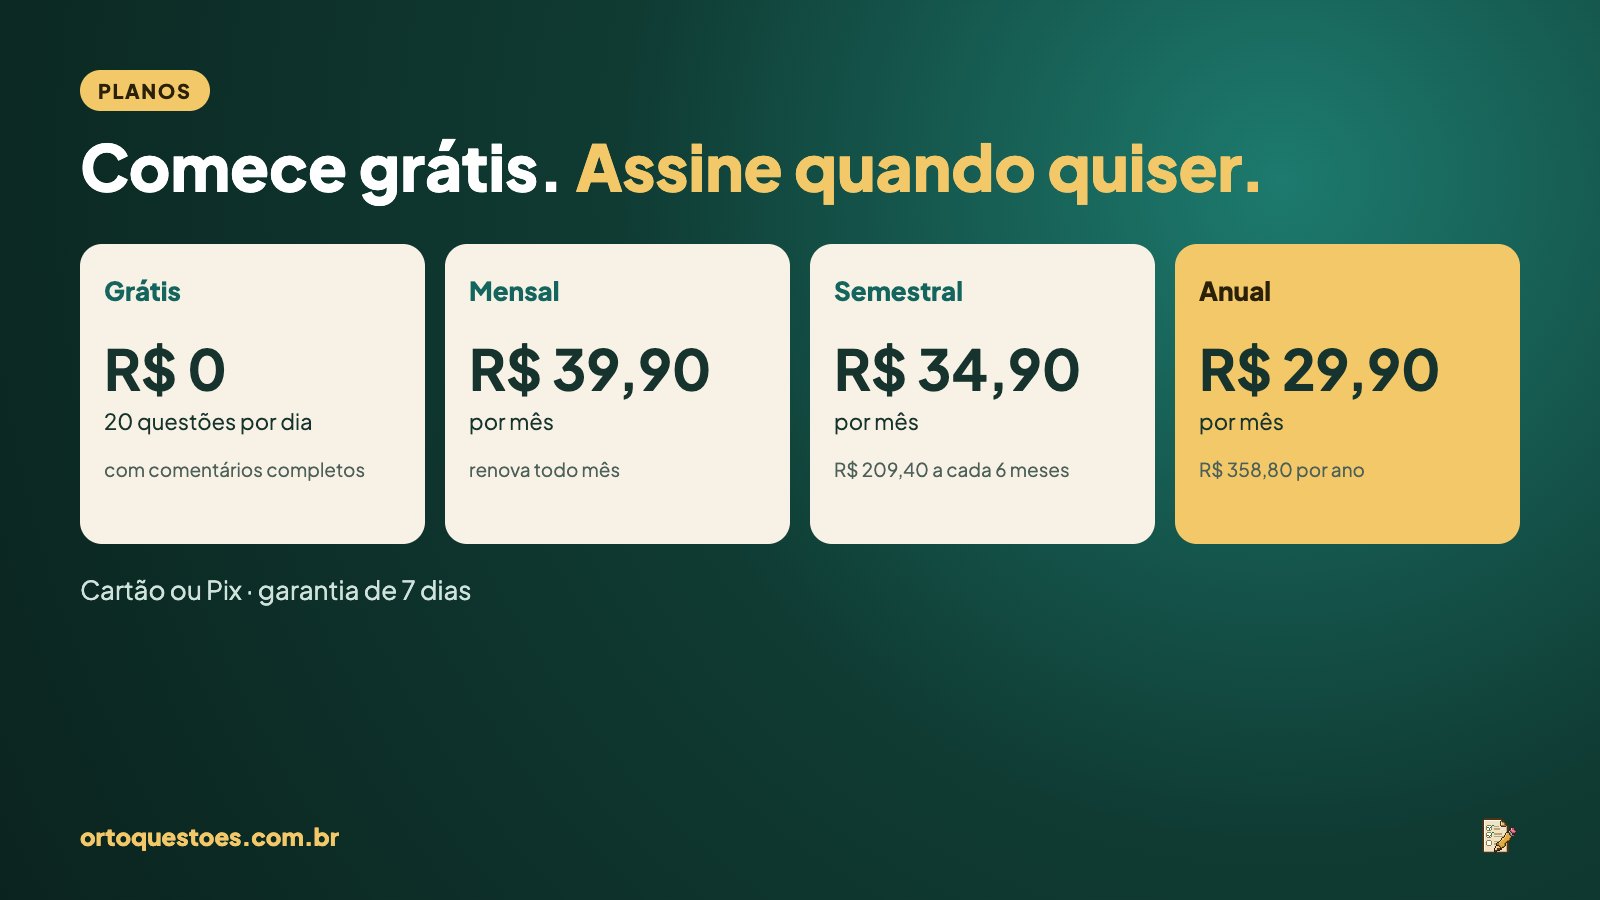 PLANOS
Comece grátis. Assine quando quiser.
Grátis
R$ 0
20 questões por dia
com comentários completos
Mensal
R$ 39,90
por mês
renova todo mês
Semestral
R$ 34,90
por mês
R$ 209,40 a cada 6 meses
Anual
R$ 29,90
por mês
R$ 358,80 por ano
Cartão ou Pix · garantia de 7 dias
ortoquestoes.com.br